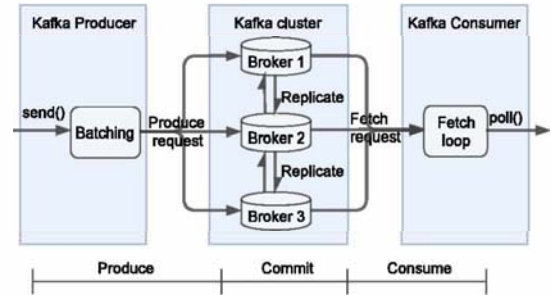 Kafka Producer
Kafka cluster
Kafka Consumer
Broker 1
send()
Replicate
Batching
Produce
request
Broker 2
Fetch
request
Fetch
loop
poll()
Replicate
Broker 3
Produce
Commit
Consume